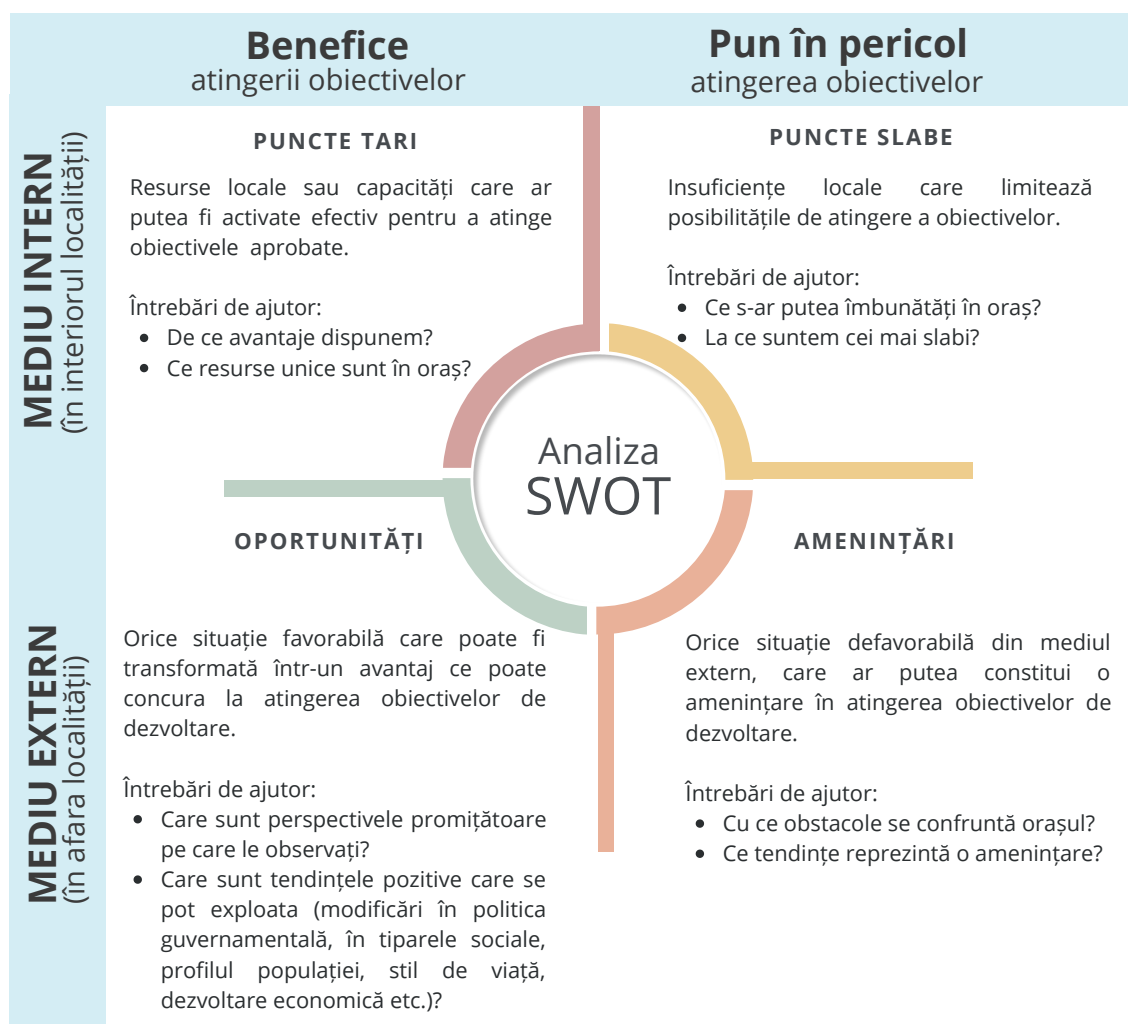 Benefice
atingerii obiectivelor
Pun în pericol
atingerea obiectivelor
MEDIU INTERN
(în interiorul localității)
PUNCTE TARI
Resurse locale sau capacități care ar
putea fi activate efectiv pentru a atinge
obiectivele aprobate.
Întrebări de ajutor:
• De ce avantaje dispunem?
• Ce resurse unice sunt în oraș?
PUNCTE SLABE
Insuficiențe locale care limitează
posibilitățile de atingere a obiectivelor.
Întrebări de ajutor:
• Ce s-ar putea îmbunătăți în oraș?
• La ce suntem cei mai slabi?
Analiza
SWOT
MEDIU EXTERN
(în afara localității)
OPORTUNITĂȚI
Orice situație favorabilă care poate fi
transformată într-un avantaj ce poate
concura la atingerea obiectivelor de
dezvoltare.
Întrebări de ajutor:
• Care sunt perspectivele promițătoare
pe care le observați?
• Care sunt tendințele pozitive care se
pot exploata (modificări în politica
guvernamentală, în tiparele sociale,
profilul populației, stil de viață,
dezvoltare economică etc.)?
AMENINȚĂRI
Orice situație defavorabilă din mediul
extern, care ar putea constitui o
amenințare în atingerea obiectivelor de
dezvoltare.
Întrebări de ajutor:
• Cu ce obstacole se confruntă orașul?
• Ce tendințe reprezintă o amenințare?